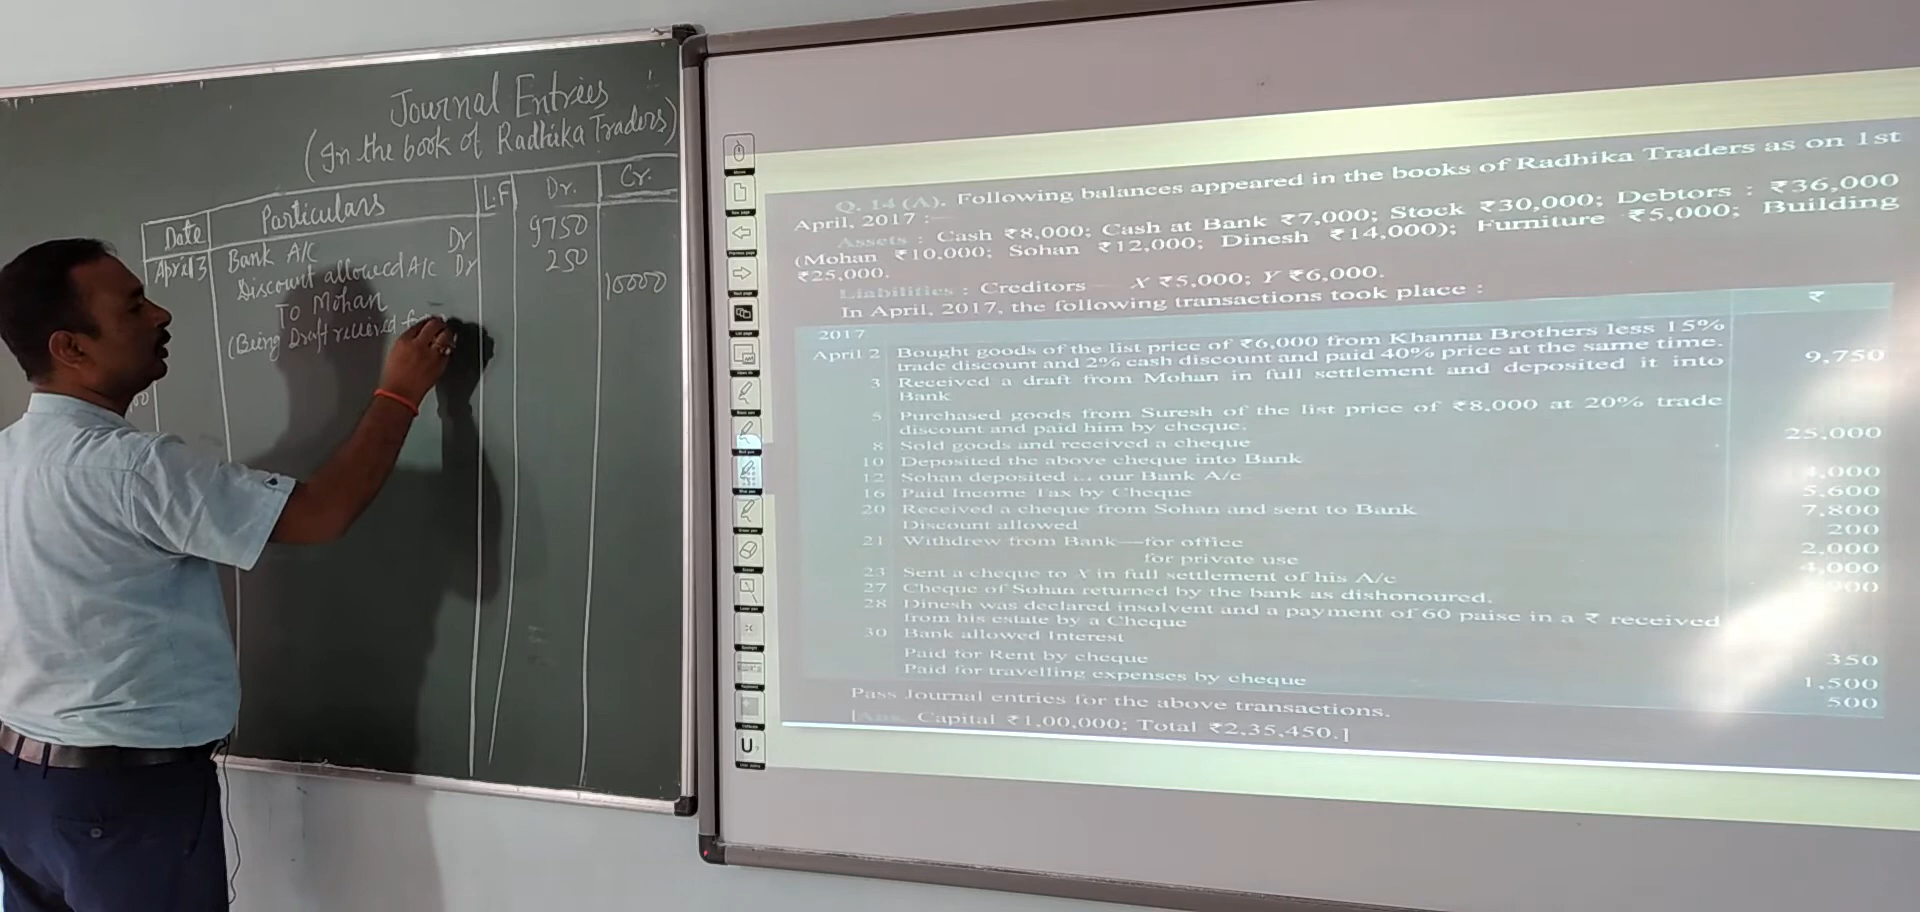 Journal Entries
(In the book of Radhika Traders)
Date Particulars L.F Dr. Cr.
April 3 Bank A/C Dr 9750
Discount allowed A/C Dr 250
To Mohan 10000
(Being Draft received
Q. 14 (A). Following balances appeared in the books of Radhika Traders as on 1st
April, 2017 :—
Assets : Cash ₹8,000; Cash at Bank ₹7,000; Stock ₹30,000; Debtors : ₹36,000
(Mohan ₹10,000; Sohan ₹12,000; Dinesh ₹14,000); Furniture ₹5,000; Building
₹25,000.
Liabilities : Creditors— X ₹5,000; Y ₹6,000.
In April, 2017, the following transactions took place :
2017 ₹
April 2 Bought goods of the list price of ₹6,000 from Khanna Brothers less 15%
trade discount and 2% cash discount and paid 40% price at the same time.
3 Received a draft from Mohan in full settlement and deposited it into 9,750
Bank
5 Purchased goods from Suresh of the list price of ₹8,000 at 20% trade
discount and paid him by cheque.
8 Sold goods and received a cheque 25,000
10 Deposited the above cheque into Bank
12 Sohan deposited our Bank A/c 4,000
16 Paid Income Tax by Cheque 5,600
20 Received a cheque from Sohan and sent to Bank 7,800
Discount allowed 200
21 Withdrew from Bank—for office 2,000
for private use 4,000
23 Sent a cheque to X in full settlement of his A/c
27 Cheque of Sohan returned by the bank as dishonoured.
28 Dinesh was declared insolvent and a payment of 60 paise in a ₹ received
from his estate by a Cheque
30 Bank allowed Interest 350
Paid for Rent by cheque 1,500
Paid for travelling expenses by cheque 500
Pass Journal entries for the above transactions.
[Ans. Capital ₹1,00,000; Total ₹2,35,450.]